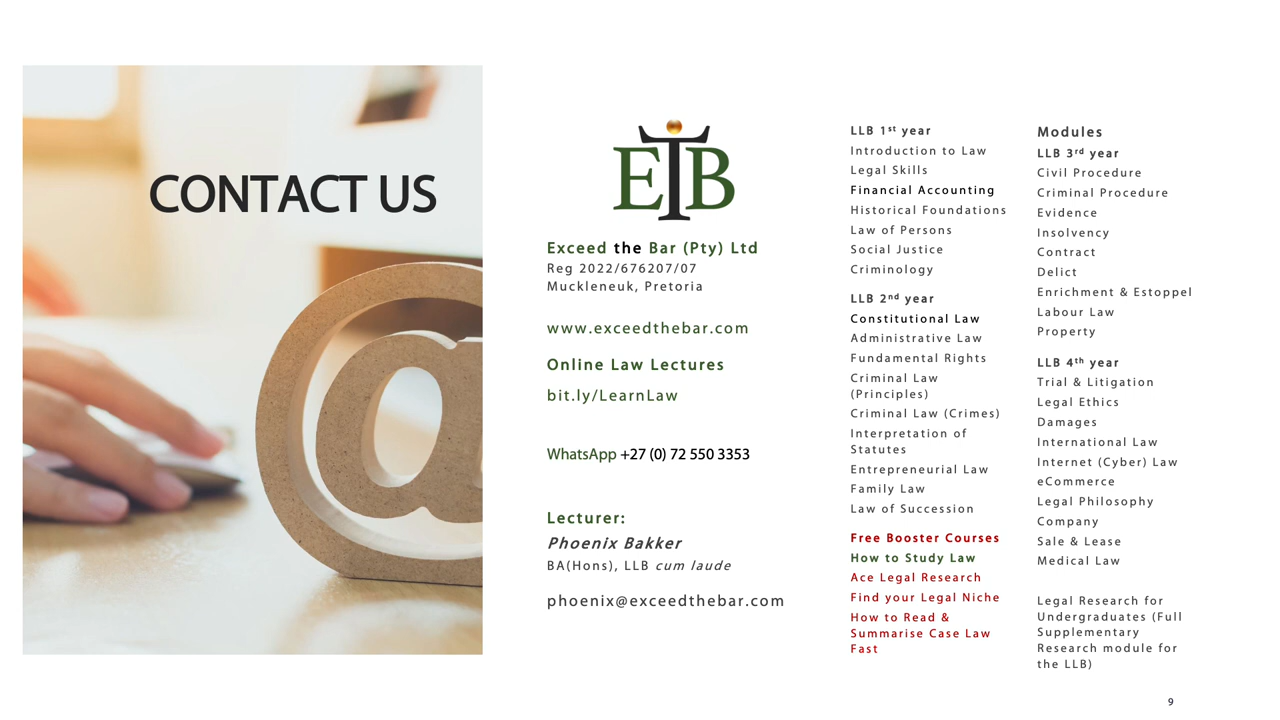 CONTACT US
ETB
Exceed the Bar (Pty) Ltd
Reg 2022/676207/07
Muckleneuk, Pretoria
www.exceedthebar.com
Online Law Lectures
bit.ly/LearnLaw
WhatsApp +27 (0) 72 550 3353
Lecturer:
Phoenix Bakker
BA(Hons), LLB cum laude
phoenix@exceedthebar.com
LLB 1st year
Introduction to Law
Legal Skills
Financial Accounting
Historical Foundations
Law of Persons
Social Justice
Criminology
LLB 2nd year
Constitutional Law
Administrative Law
Fundamental Rights
Criminal Law
(Principles)
Criminal Law (Crimes)
Interpretation of
Statutes
Entrepreneurial Law
Family Law
Law of Succession
Free Booster Courses
How to Study Law
Ace Legal Research
Find your Legal Niche
How to Read &
Summarise Case Law
Fast
Modules
LLB 3rd year
Civil Procedure
Criminal Procedure
Evidence
Insolvency
Contract
Delict
Enrichment & Estoppel
Labour Law
Property
LLB 4th year
Trial & Litigation
Legal Ethics
Damages
International Law
Internet (Cyber) Law
eCommerce
Legal Philosophy
Company
Sale & Lease
Medical Law
Legal Research for
Undergraduates (Full
Supplementary
Research module for
the LLB)
9